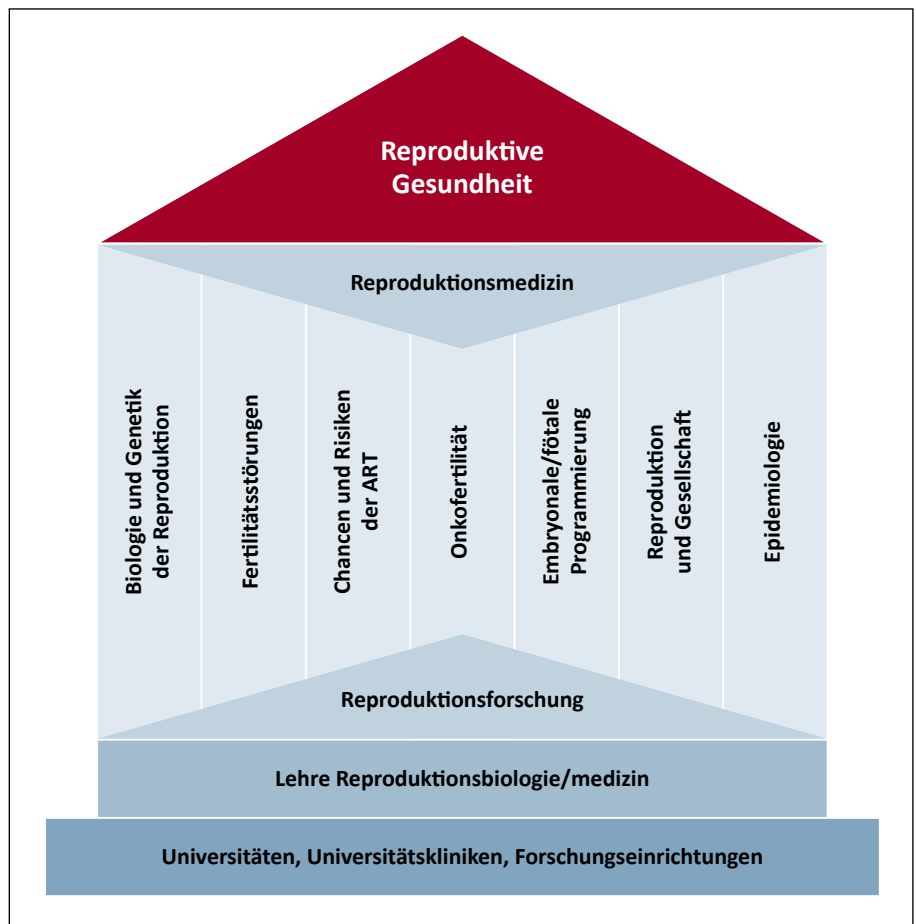 Reproduktive
Gesundheit
Reproduktionsmedizin
Biologie und Genetik
der Reproduktion
Fertilitätsstörungen
Chancen und Risiken
der ART
Onkofertilität
Embryonale/fötale
Programmierung
Reproduktion
und Gesellschaft
Epidemiologie
Reproduktionsforschung
Lehre Reproduktionsbiologie/medizin
Universitäten, Universitätskliniken, Forschungseinrichtungen